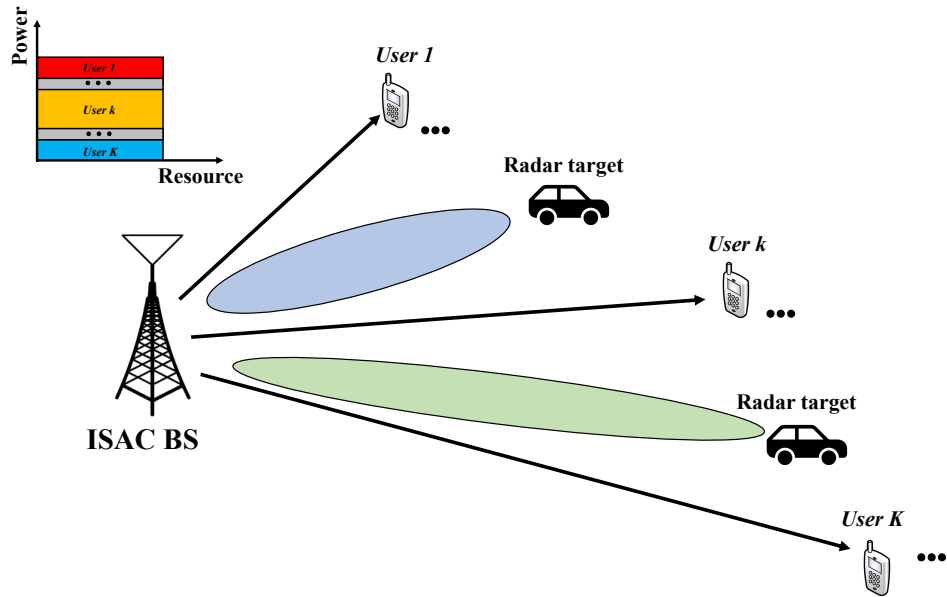 Power
User 1
• • •
User k
• • •
User K
Resource
User 1
•••
Radar target
User k
•••
ISAC BS
Radar target
User K
•••